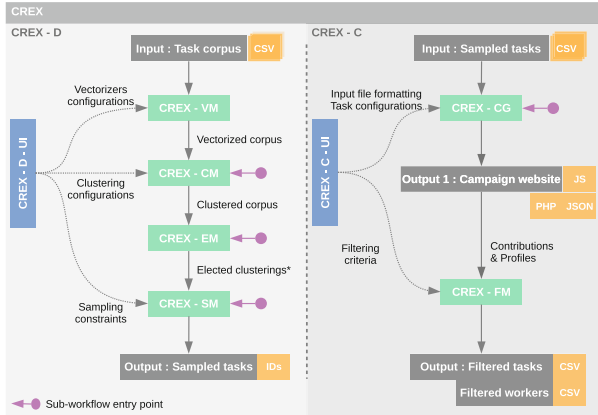 CREX
CREX - D
Input : Task corpus
CSV
Vectorizers
configurations
CREX - VM
Vectorized corpus
CREX - D - UI
Clustering
configurations
CREX - CM
Clustered corpus
CREX - EM
Elected clusterings*
Sampling
constraints
CREX - SM
Output : Sampled tasks
IDs
Sub-workflow entry point
CREX - C
Input : Sampled tasks
CSV
Input file formatting
Task configurations
CREX - CG
CREX - C - UI
Output 1 : Campaign website
JS
PHP
JSON
Filtering
criteria
Contributions
& Profiles
CREX - FM
Output : Filtered tasks
CSV
Filtered workers
CSV